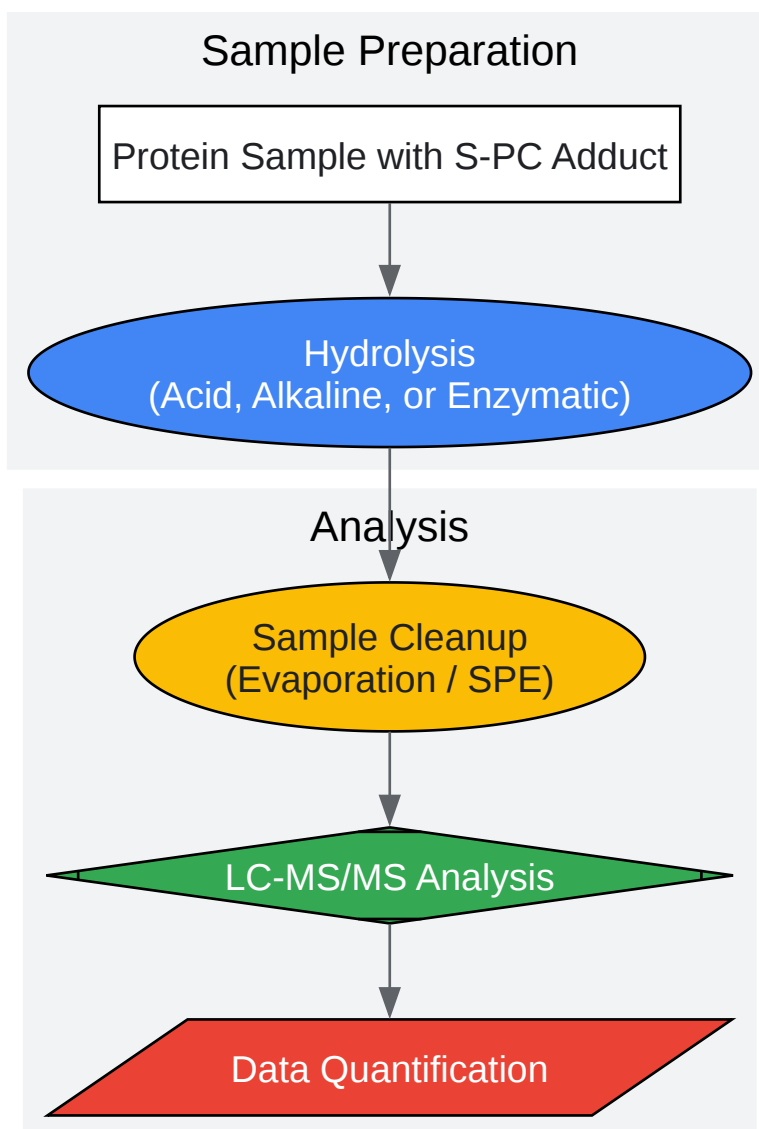 Sample Preparation
Protein Sample with S-PC Adduct
Hydrolysis
(Acid, Alkaline, or Enzymatic)
Analysis
Sample Cleanup
(Evaporation / SPE)
LC-MS/MS Analysis
Data Quantification